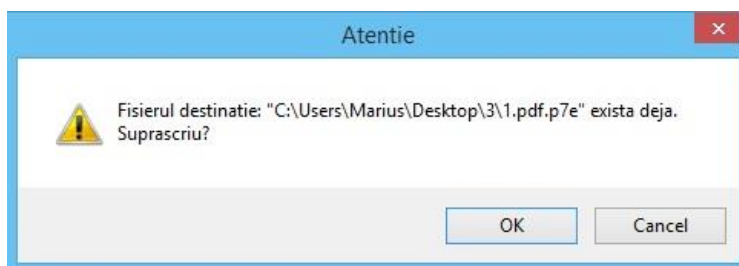 Atentie
Fisierul destinatie: "C:\Users\Marius\Desktop\3\1.pdf.p7e" exista deja.
Suprascriu?
OK
Cancel